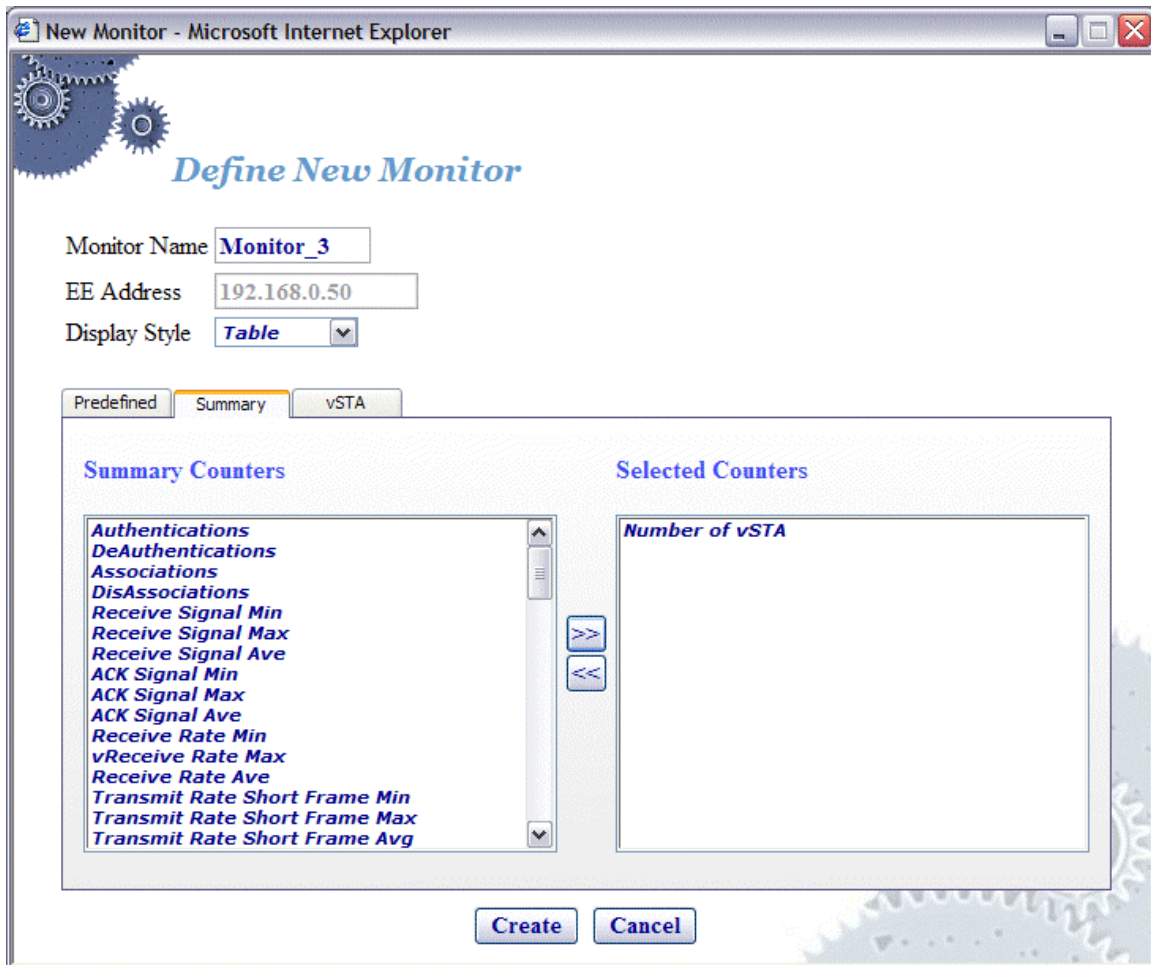 New Monitor - Microsoft Internet Explorer
Define New Monitor
Monitor Name Monitor_3
EE Address 192.168.0.50
Display Style Table
Predefined Summary vSTA
Summary Counters Selected Counters
Authentications Number of vSTA
DeAuthentications
Associations
DisAssociations
Receive Signal Min
Receive Signal Max
Receive Signal Ave
ACK Signal Min
ACK Signal Max
ACK Signal Ave
Receive Rate Min
vReceive Rate Max
Receive Rate Ave
Transmit Rate Short Frame Min
Transmit Rate Short Frame Max
Transmit Rate Short Frame Avg
>>
<<
Create Cancel